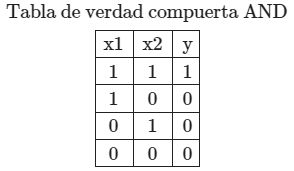 Tabla de verdad compuerta AND
x1 x2 y
1 1 1
1 0 0
0 1 0
0 0 0